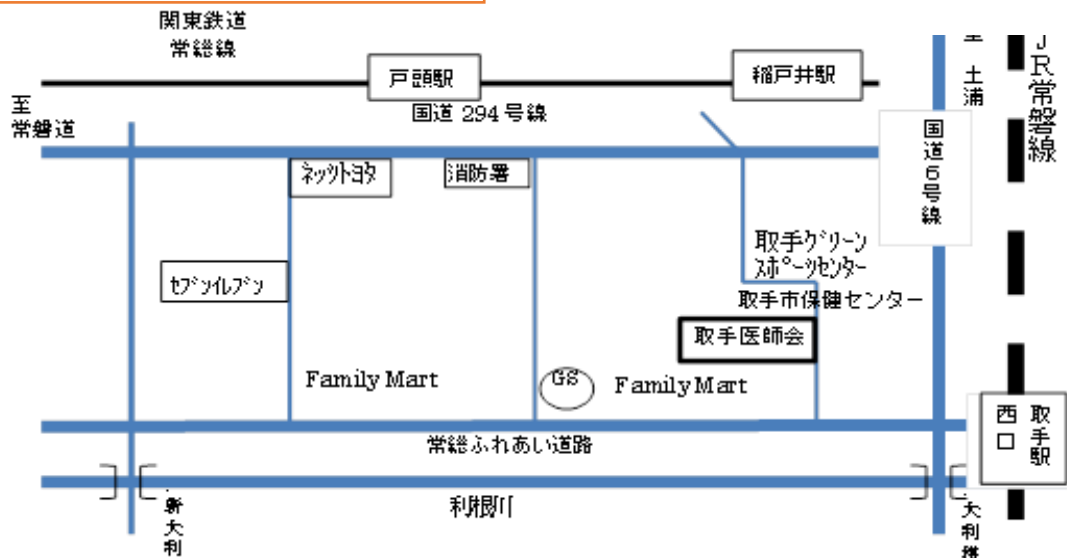 関東鉄道
常総線
戸頭駅
稲戸井駅
至 土浦
JR常磐線
至
常磐道
国道 294 号線
国道6号線
ネッツトヨタ
消防署
取手グリーン
スポーツセンター
セブンイレブン
取手市保健センター
取手医師会
Family Mart
GS
Family Mart
取手駅
西口
常総ふれあい道路
利根川
新大利
大利